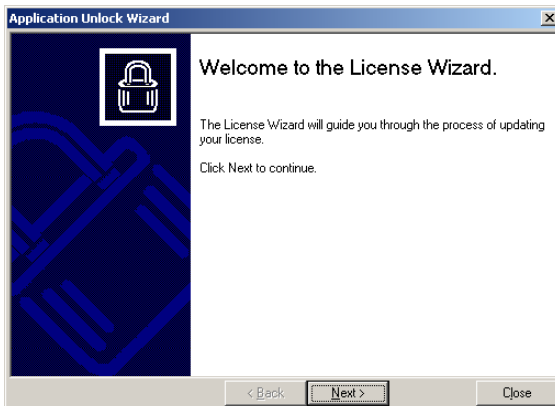 Application Unlock Wizard
Welcome to the License Wizard.
The License Wizard will guide you through the process of updating
your license.
Click Next to continue.
< Back
Next >
Close